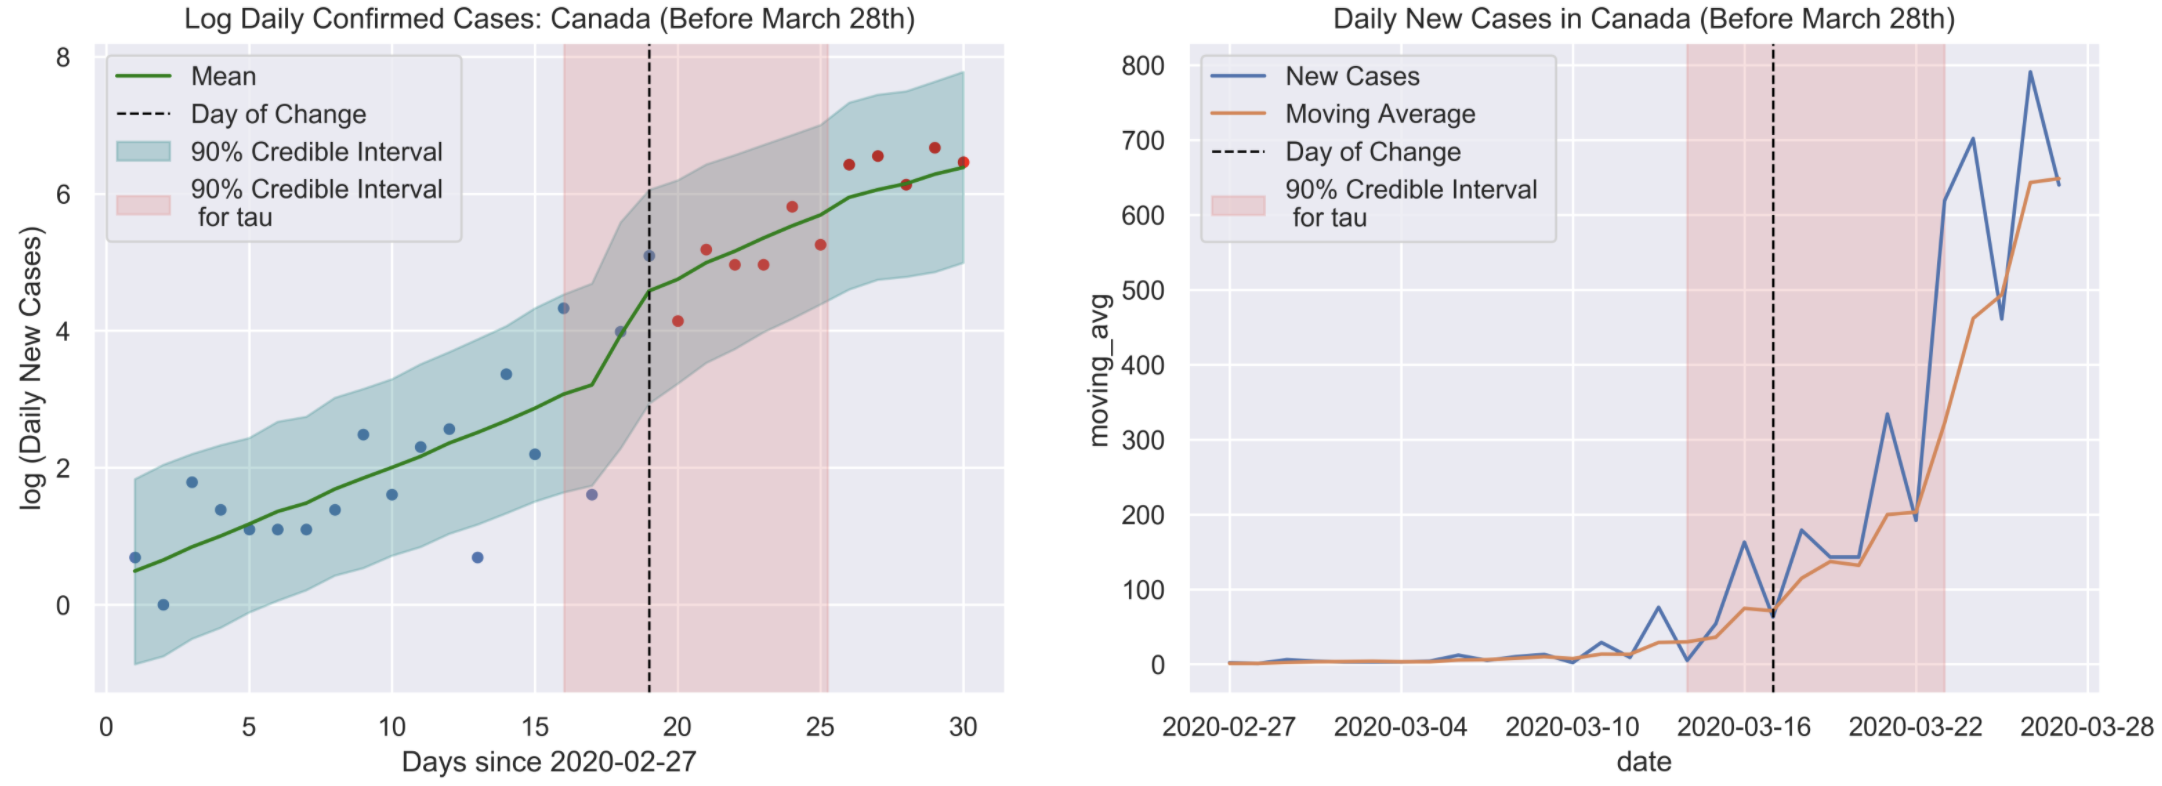 Log Daily Confirmed Cases: Canada (Before March 28th)
Mean
Day of Change
90% Credible Interval
90% Credible Interval
for tau
log (Daily New Cases)
8
6
4
2
0
0 5 10 15 20 25 30
Days since 2020-02-27
Daily New Cases in Canada (Before March 28th)
New Cases
Moving Average
Day of Change
90% Credible Interval
for tau
moving_avg
800
700
600
500
400
300
200
100
0
2020-02-27 2020-03-04 2020-03-10 2020-03-16 2020-03-22 2020-03-28
date